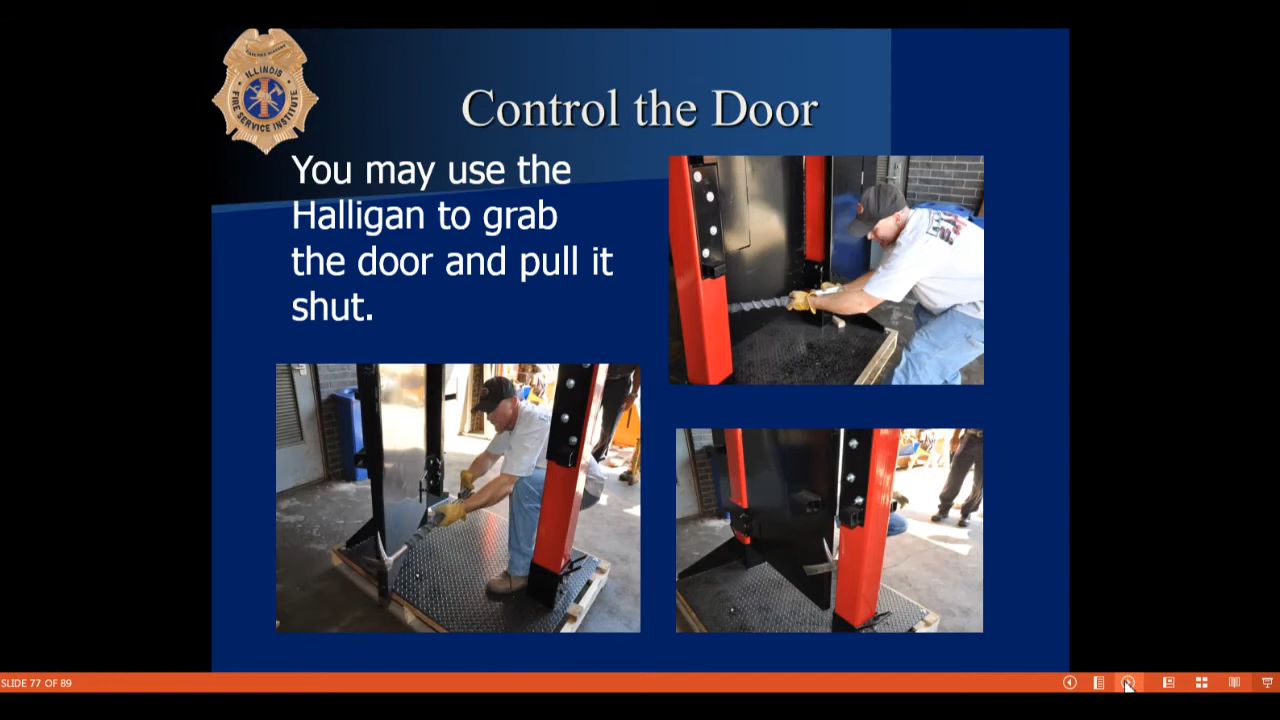 ILLINOIS
FIRE SERVICE INSTITUTE
Control the Door
You may use the
Halligan to grab
the door and pull it
shut.
SLIDE 77 OF 89